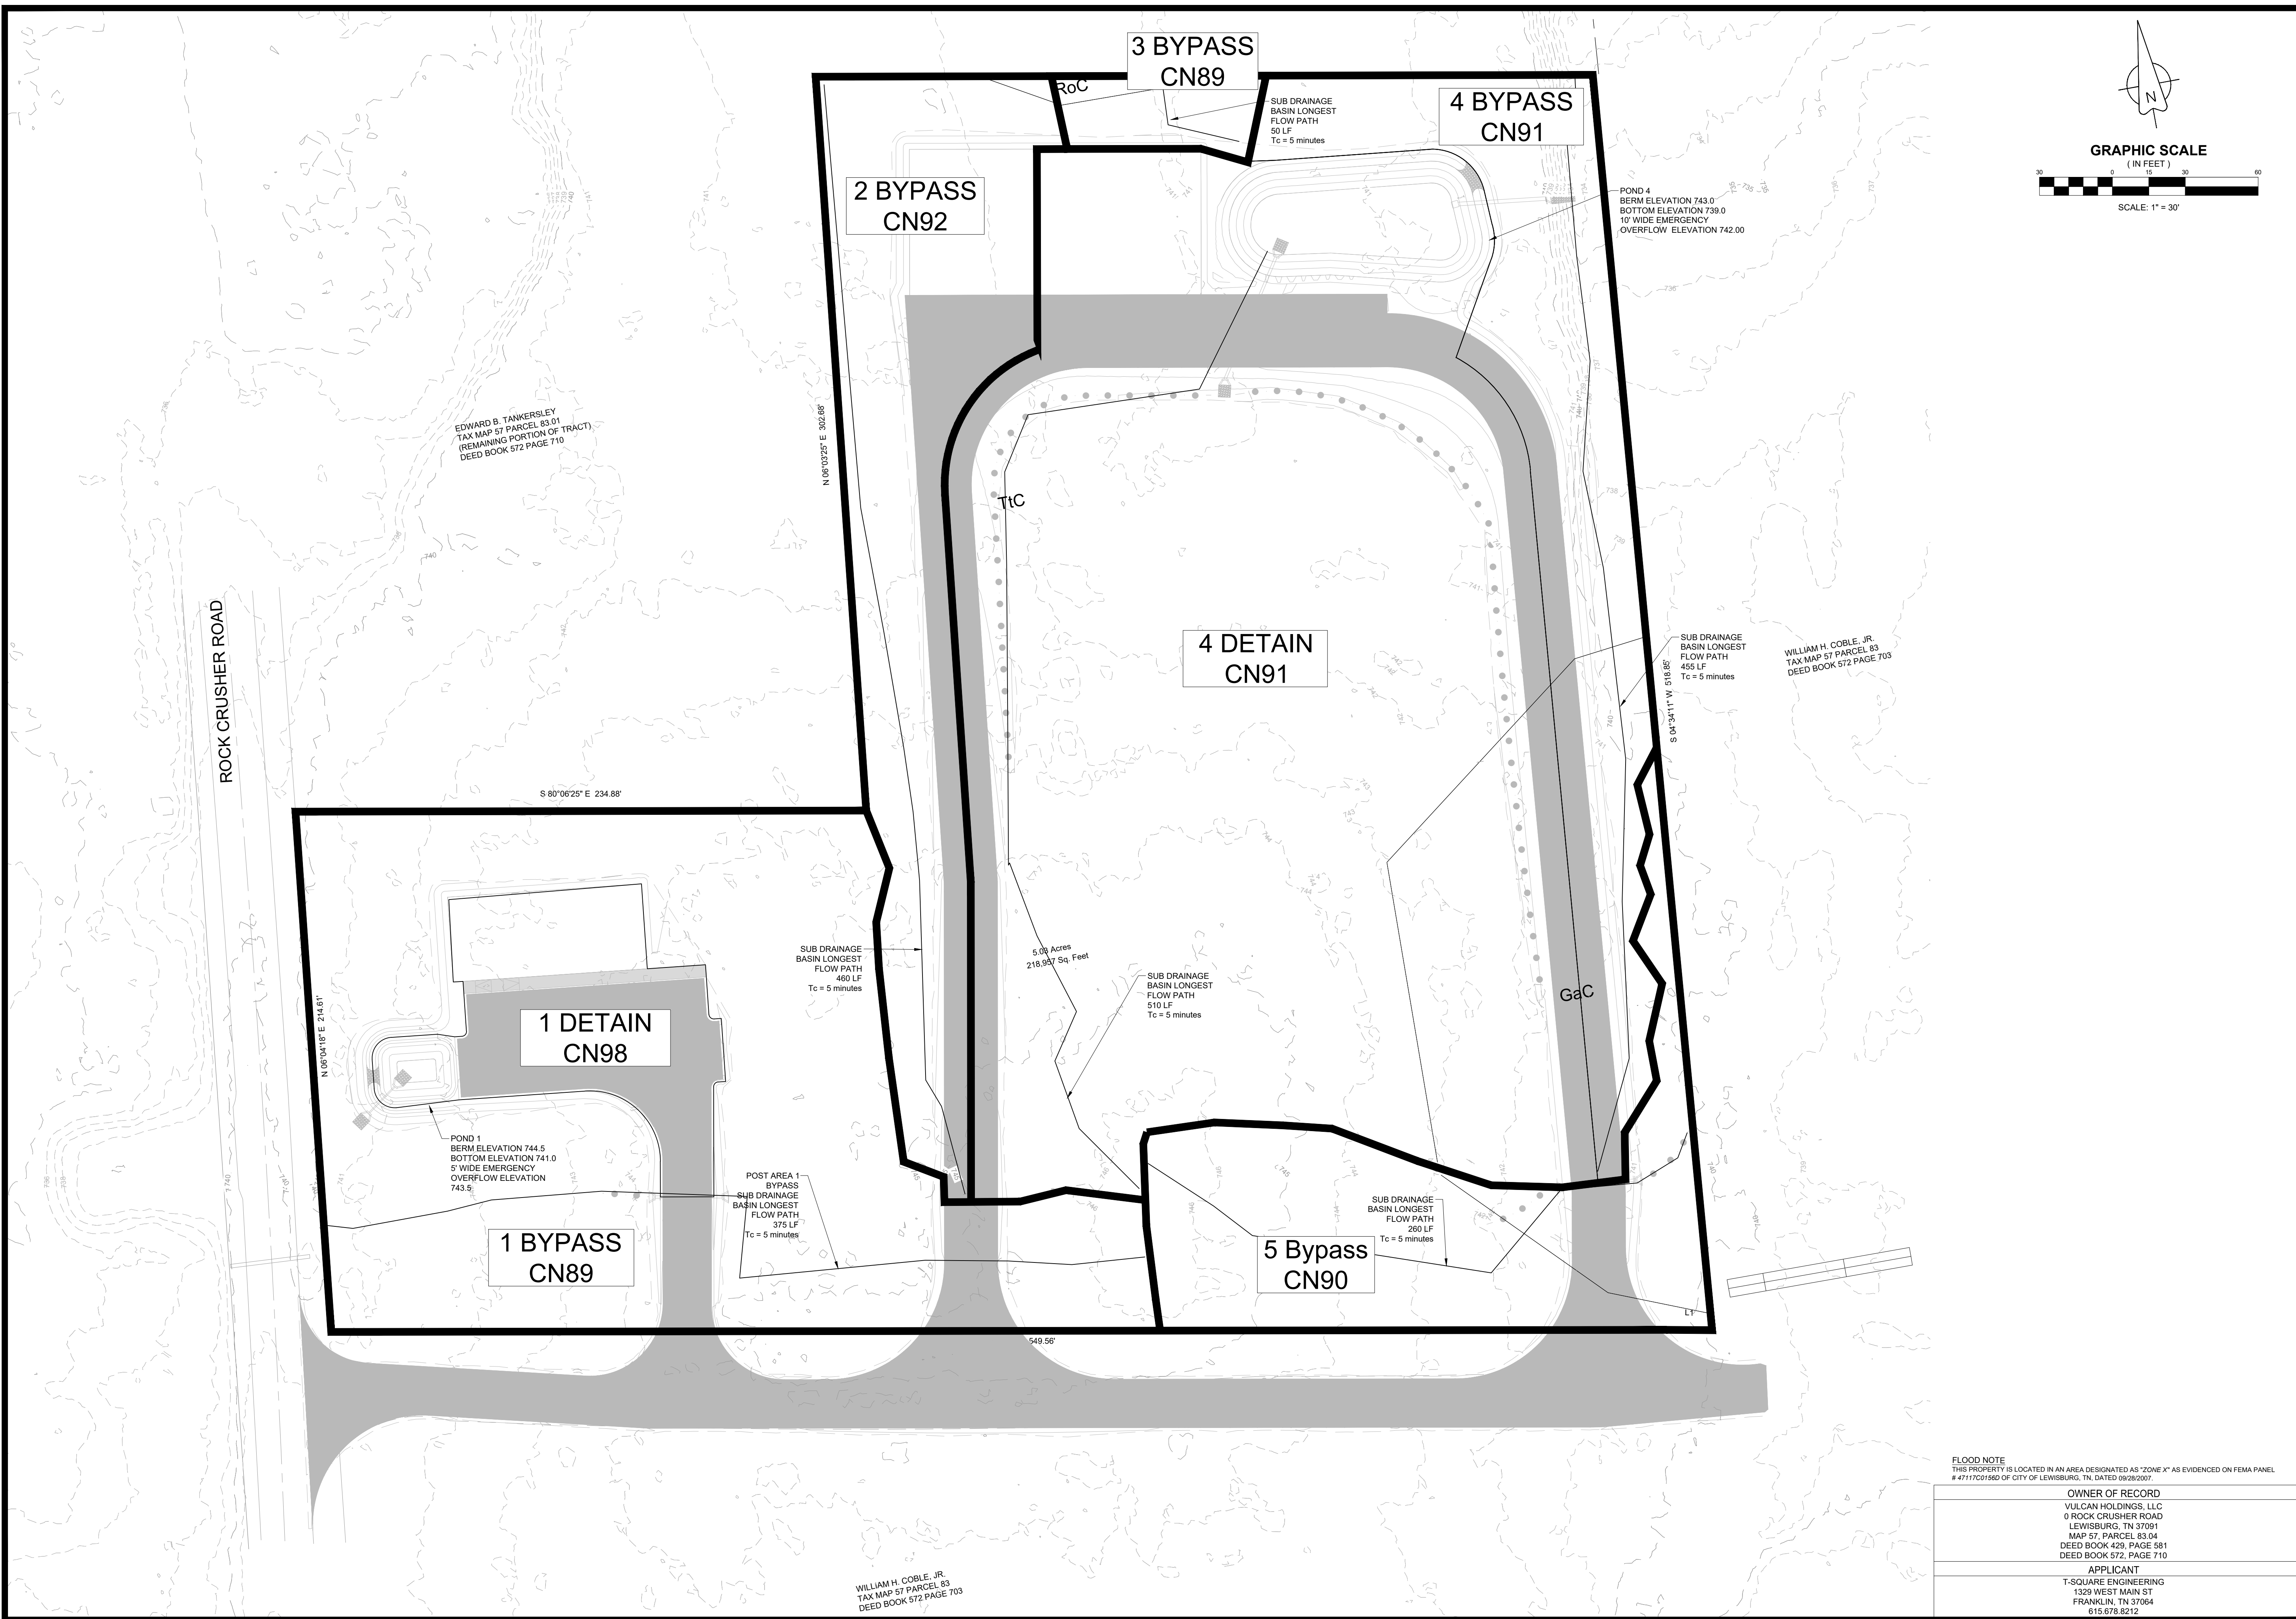 3 BYPASS
CN89
RoC
SUB DRAINAGE
BASIN LONGEST
FLOW PATH
50 LF
Tc = 5 minutes
4 BYPASS
CN91
N
GRAPHIC SCALE
( IN FEET )
30 0 15 30 60
SCALE: 1" = 30'
2 BYPASS
CN92
POND 4
BERM ELEVATION 743.0
BOTTOM ELEVATION 739.0
10' WIDE EMERGENCY
OVERFLOW ELEVATION 742.00
EDWARD B. TANKERSLEY
TAX MAP 57 PARCEL 83.01
(REMAINING PORTION OF TRACT)
DEED BOOK 572 PAGE 710
N 06°03'25" E 302.68'
TtC
ROCK CRUSHER ROAD
4 DETAIN
CN91
SUB DRAINAGE
BASIN LONGEST
FLOW PATH
455 LF
Tc = 5 minutes
S 04°34'11" W 518.85'
WILLIAM H. COBLE, JR.
TAX MAP 57 PARCEL 83
DEED BOOK 572 PAGE 703
S 80°06'25" E 234.88'
SUB DRAINAGE
BASIN LONGEST
FLOW PATH
460 LF
Tc = 5 minutes
5.03 Acres
218,957 Sq. Feet
SUB DRAINAGE
BASIN LONGEST
FLOW PATH
510 LF
Tc = 5 minutes
GaC
N 06°04'18" E 214.61'
1 DETAIN
CN98
POND 1
BERM ELEVATION 744.5
BOTTOM ELEVATION 741.0
5' WIDE EMERGENCY
OVERFLOW ELEVATION
743.5
POST AREA 1
BYPASS
SUB DRAINAGE
BASIN LONGEST
FLOW PATH
375 LF
Tc = 5 minutes
SUB DRAINAGE
BASIN LONGEST
FLOW PATH
260 LF
Tc = 5 minutes
1 BYPASS
CN89
5 Bypass
CN90
L1
549.56'
WILLIAM H. COBLE, JR.
TAX MAP 57 PARCEL 83
DEED BOOK 572 PAGE 703
FLOOD NOTE
THIS PROPERTY IS LOCATED IN AN AREA DESIGNATED AS "ZONE X" AS EVIDENCED ON FEMA PANEL
# 47117C0156D OF CITY OF LEWISBURG, TN, DATED 09/28/2007.
OWNER OF RECORD
VULCAN HOLDINGS, LLC
0 ROCK CRUSHER ROAD
LEWISBURG, TN 37091
MAP 57, PARCEL 83.04
DEED BOOK 429, PAGE 581
DEED BOOK 572, PAGE 710
APPLICANT
T-SQUARE ENGINEERING
1329 WEST MAIN ST
FRANKLIN, TN 37064
615.678.8212